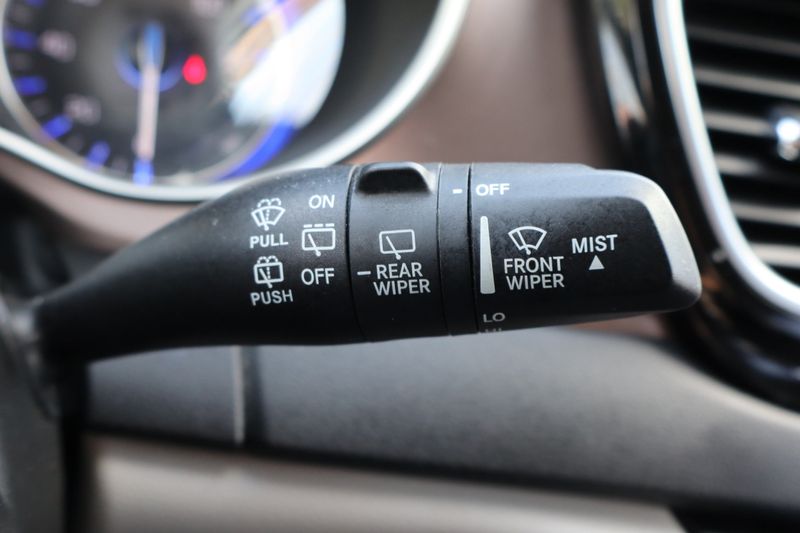 PULL
PUSH
ON
OFF
REAR
WIPER
OFF
FRONT
WIPER
MIST
LO